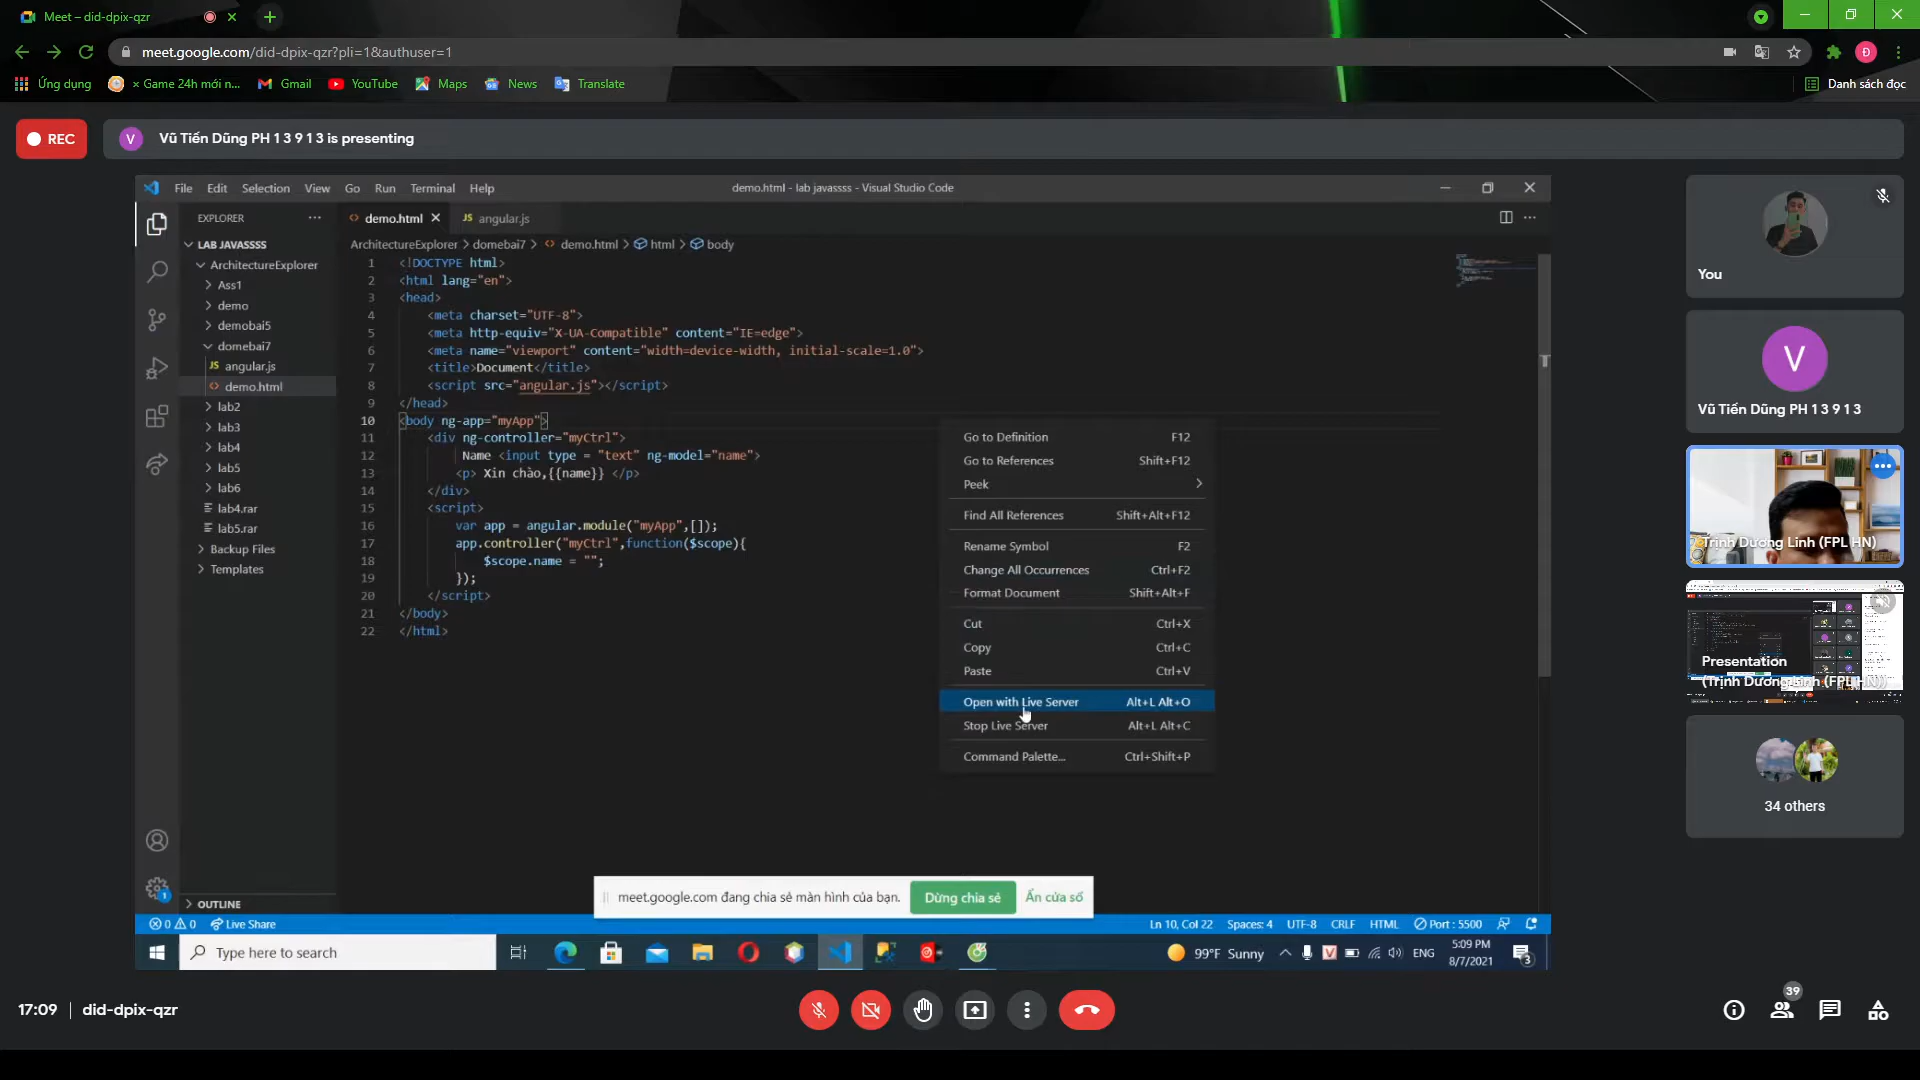 Meet – did-dpix-qzr
meet.google.com/did-dpix-qzr?pli=1&authuser=1
Đ
Ứng dụng
× Game 24h mới n...
Gmail
YouTube
Maps
News
Translate
Danh sách đọc
REC
V
Vũ Tiến Dũng PH 1 3 9 1 3 is presenting
File Edit Selection View Go Run Terminal Help
demo.html - lab javassss - Visual Studio Code
EXPLORER
LAB JAVASSSS
ArchitectureExplorer
Ass1
demo
demobai5
domebai7
JS angular.js
demo.html
lab2
lab3
lab4
lab5
lab6
lab4.rar
lab5.rar
Backup Files
Templates
OUTLINE
demo.html
JS angular.js
ArchitectureExplorer > domebai7 > demo.html > html > body
1 <!DOCTYPE html>
2 <html lang="en">
3 <head>
4 <meta charset="UTF-8">
5 <meta http-equiv="X-UA-Compatible" content="IE=edge">
6 <meta name="viewport" content="width=device-width, initial-scale=1.0">
7 <title>Document</title>
8 <script src="angular.js"></script>
9 </head>
10 <body ng-app="myApp">
11 <div ng-controller="myCtrl">
12 Name <input type = "text" ng-model="name">
13 <p> Xin chào,{{name}} </p>
14 </div>
15 <script>
16 var app = angular.module("myApp",[]);
17 app.controller("myCtrl",function($scope){
18 $scope.name = "";
19 });
20 </script>
21 </body>
22 </html>
Go to Definition F12
Go to References Shift+F12
Peek
Find All References Shift+Alt+F12
Rename Symbol F2
Change All Occurrences Ctrl+F2
Format Document Shift+Alt+F
Cut Ctrl+X
Copy Ctrl+C
Paste Ctrl+V
Open with Live Server Alt+L Alt+O
Stop Live Server Alt+L Alt+C
Command Palette... Ctrl+Shift+P
meet.google.com đang chia sẻ màn hình của bạn.
Dừng chia sẻ
Ẩn cửa sổ
1
0 0 Live Share
Ln 10, Col 22 Spaces: 4 UTF-8 CRLF HTML Port : 5500
Type here to search
99°F Sunny
V
ENG
5:09 PM
8/7/2021
3
You
V
Vũ Tiến Dũng PH 1 3 9 1 3
Trịnh Dương Linh (FPL HN)
Presentation
(Trịnh Dương Linh (FPL HN))
34 others
17:09
did-dpix-qzr
39